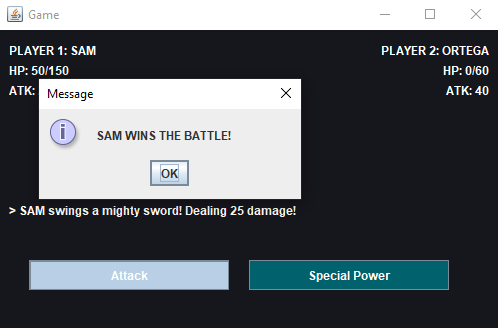 Game
PLAYER 1: SAM
PLAYER 2: ORTEGA
HP: 50/150
HP: 0/60
ATK:
ATK: 40
Message
SAM WINS THE BATTLE!
OK
> SAM swings a mighty sword! Dealing 25 damage!
Attack
Special Power